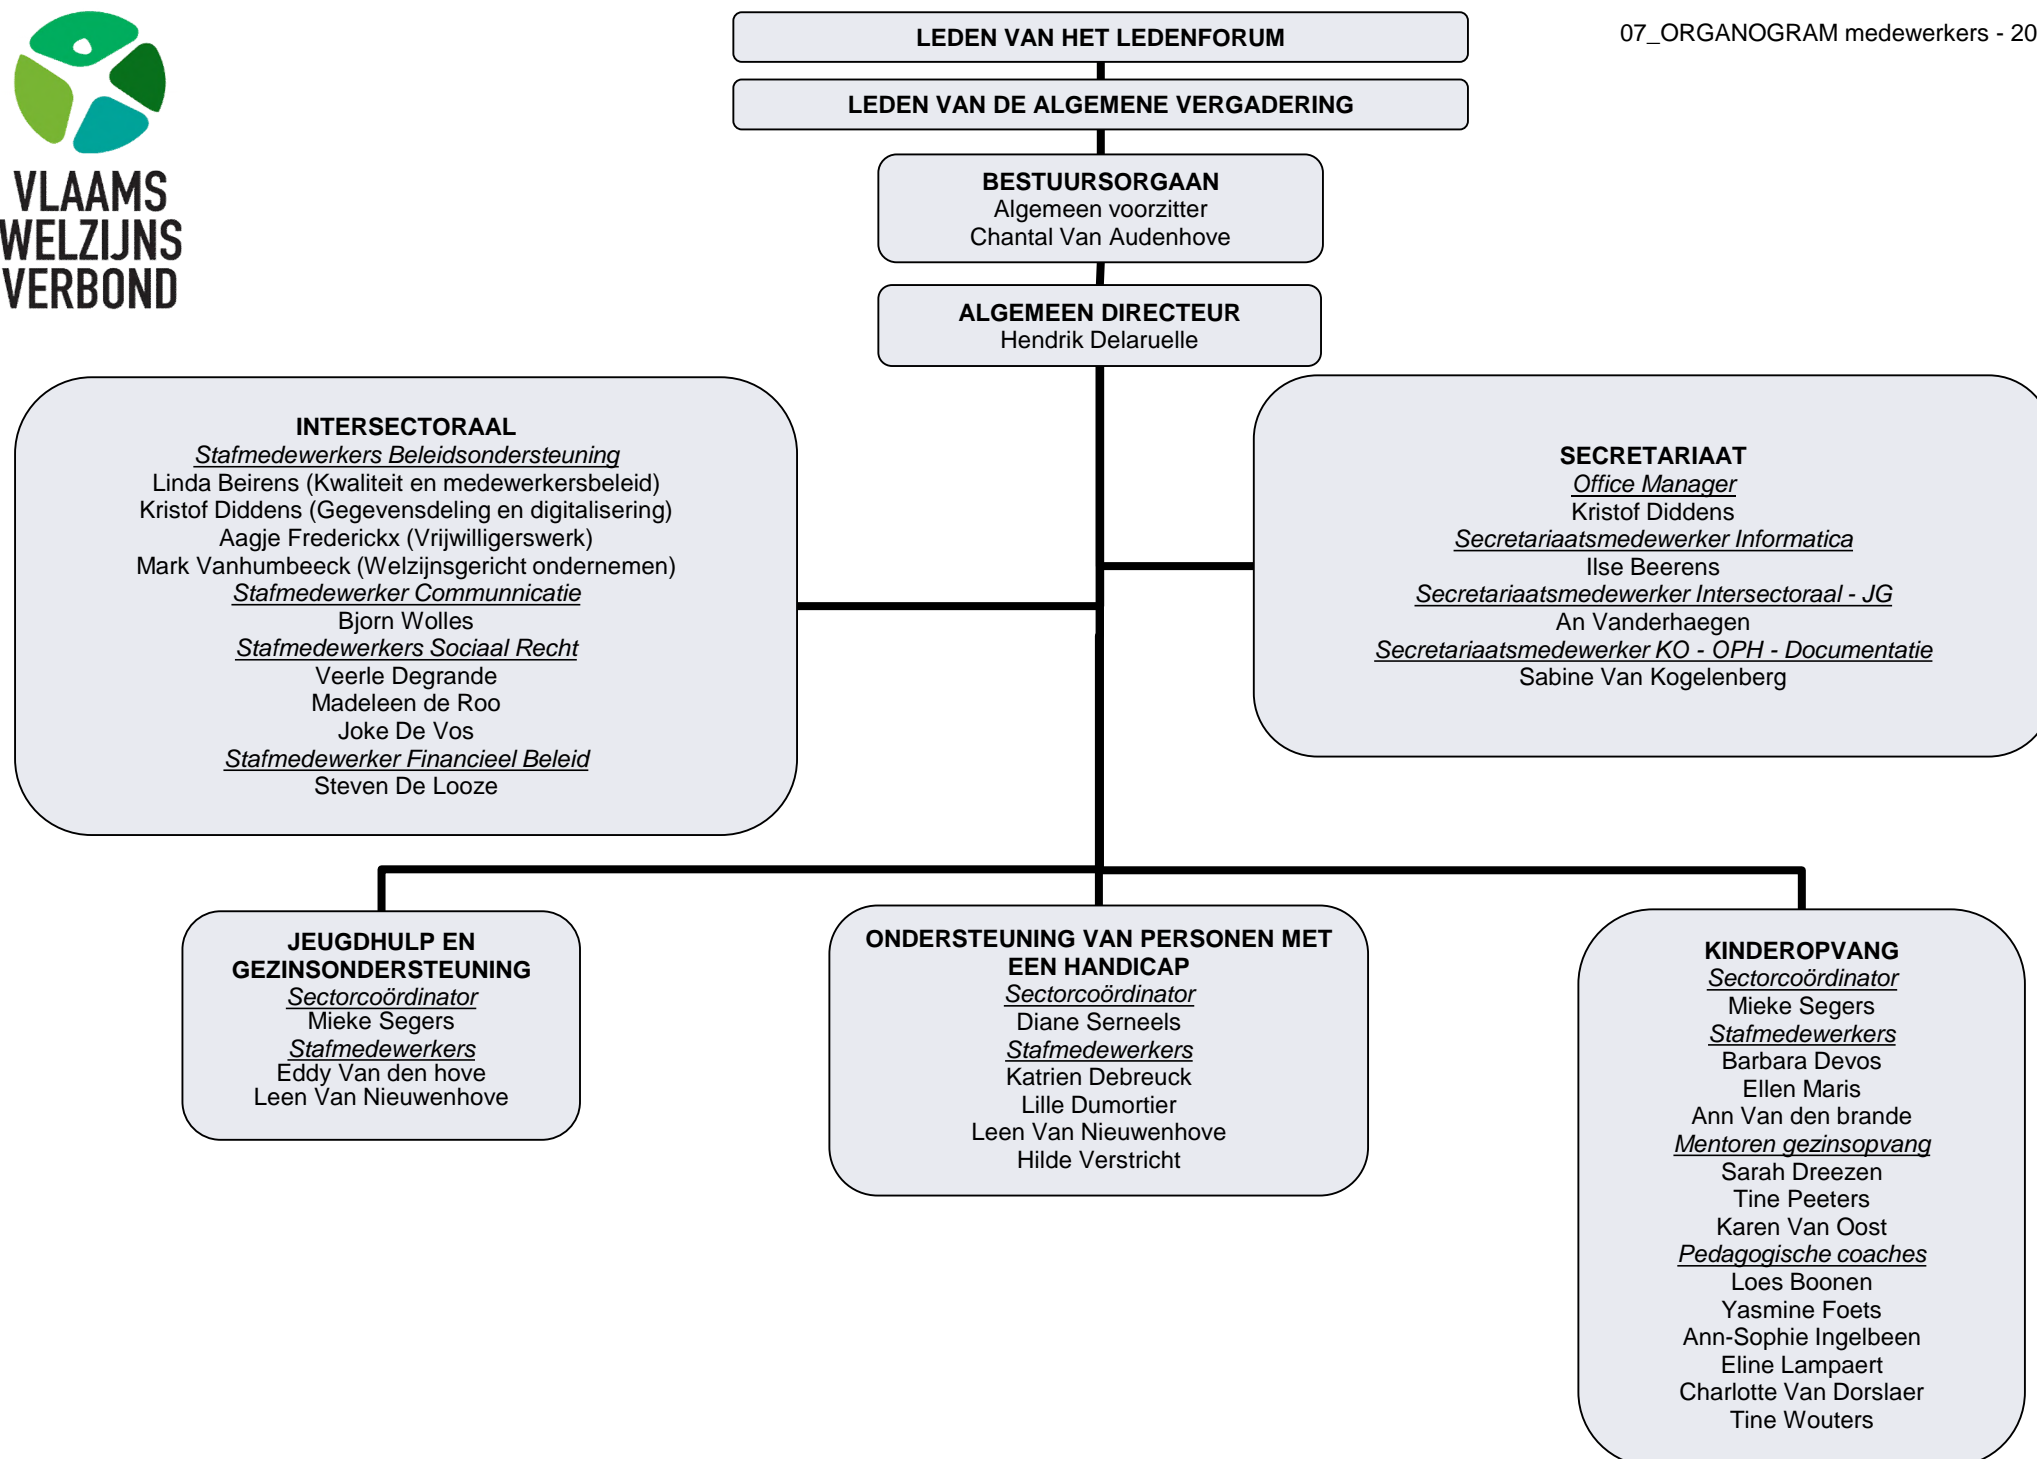 VLAAMS
WELZIJNS
VERBOND
07_ORGANOGRAM medewerkers - 20
LEDEN VAN HET LEDENFORUM
LEDEN VAN DE ALGEMENE VERGADERING
BESTUURSORGAAN
Algemeen voorzitter
Chantal Van Audenhove
ALGEMEEN DIRECTEUR
Hendrik Delaruelle
INTERSECTORAAL
Stafmedewerkers Beleidsondersteuning
Linda Beirens (Kwaliteit en medewerkersbeleid)
Kristof Diddens (Gegevensdeling en digitalisering)
Aagje Frederickx (Vrijwilligerswerk)
Mark Vanhumbeeck (Welzijnsgericht ondernemen)
Stafmedewerker Communnicatie
Bjorn Wolles
Stafmedewerkers Sociaal Recht
Veerle Degrande
Madeleen de Roo
Joke De Vos
Stafmedewerker Financieel Beleid
Steven De Looze
SECRETARIAAT
Office Manager
Kristof Diddens
Secretariaatsmedewerker Informatica
Ilse Beerens
Secretariaatsmedewerker Intersectoraal - JG
An Vanderhaegen
Secretariaatsmedewerker KO - OPH - Documentatie
Sabine Van Kogelenberg
JEUGDHULP EN
GEZINSONDERSTEUNING
Sectorcoördinator
Mieke Segers
Stafmedewerkers
Eddy Van den hove
Leen Van Nieuwenhove
ONDERSTEUNING VAN PERSONEN MET
EEN HANDICAP
Sectorcoördinator
Diane Serneels
Stafmedewerkers
Katrien Debreuck
Lille Dumortier
Leen Van Nieuwenhove
Hilde Verstricht
KINDEROPVANG
Sectorcoördinator
Mieke Segers
Stafmedewerkers
Barbara Devos
Ellen Maris
Ann Van den brande
Mentoren gezinsopvang
Sarah Dreezen
Tine Peeters
Karen Van Oost
Pedagogische coaches
Loes Boonen
Yasmine Foets
Ann-Sophie Ingelbeen
Eline Lampaert
Charlotte Van Dorslaer
Tine Wouters